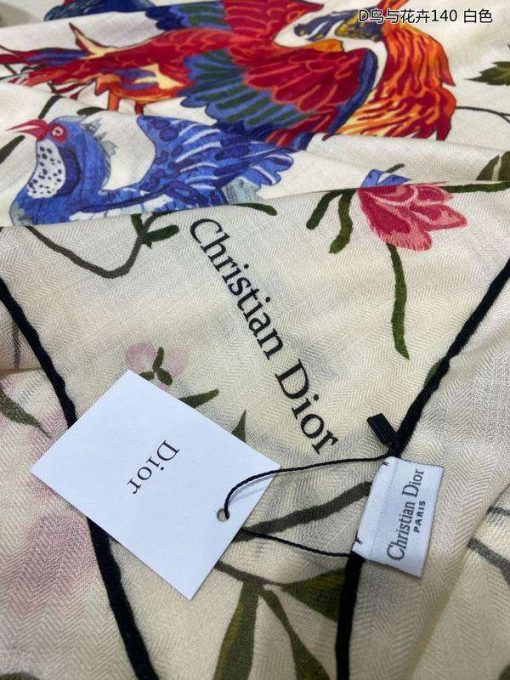 D鸟与花卉140 白色
Christian Dior
Dior
Christian Dior
PARIS